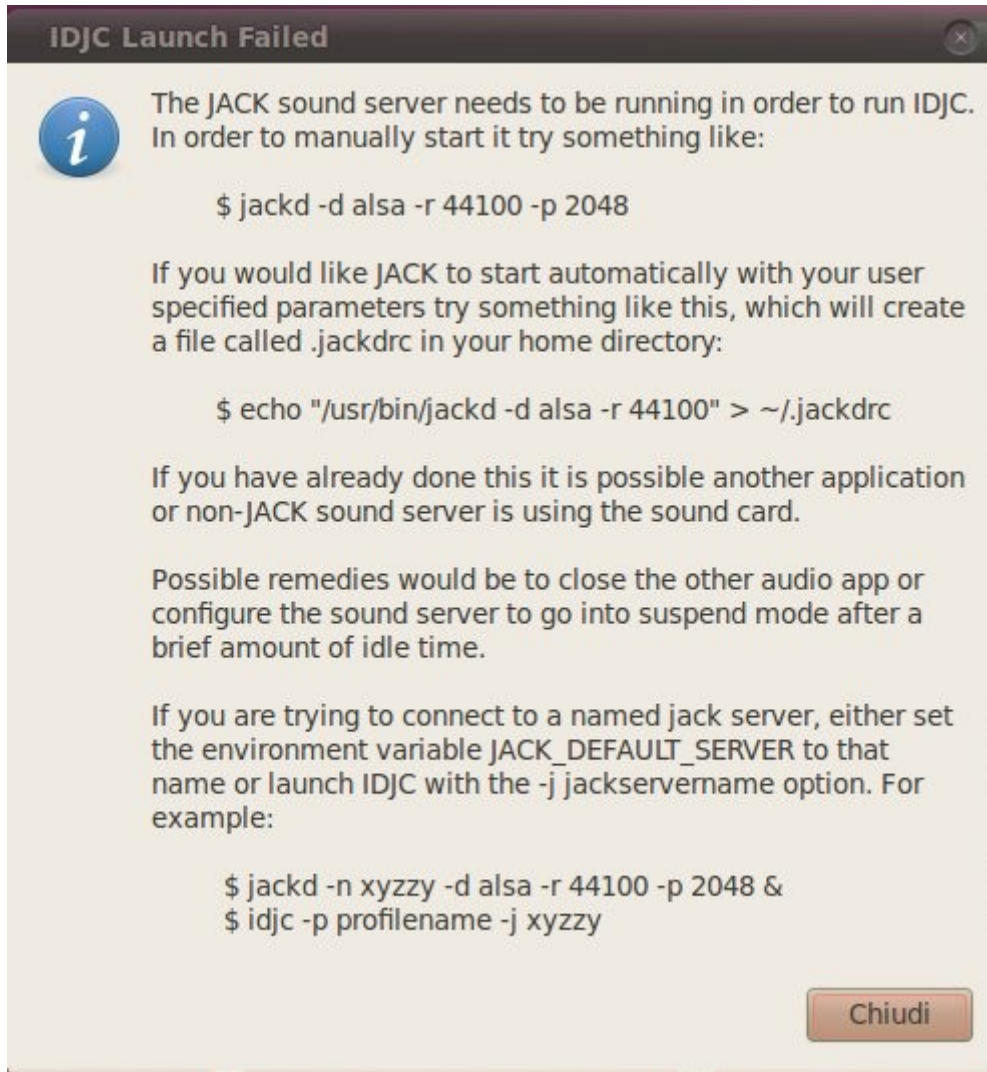 IDJC Launch Failed
The JACK sound server needs to be running in order to run IDJC.
In order to manually start it try something like:
$ jackd -d alsa -r 44100 -p 2048
If you would like JACK to start automatically with your user
specified parameters try something like this, which will create
a file called .jackdrc in your home directory:
$ echo "/usr/bin/jackd -d alsa -r 44100" > ~/.jackdrc
If you have already done this it is possible another application
or non-JACK sound server is using the sound card.
Possible remedies would be to close the other audio app or
configure the sound server to go into suspend mode after a
brief amount of idle time.
If you are trying to connect to a named jack server, either set
the environment variable JACK_DEFAULT_SERVER to that
name or launch IDJC with the -j jackservername option. For
example:
$ jackd -n xyzzy -d alsa -r 44100 -p 2048 &
$ idjc -p profilename -j xyzzy
Chiudi